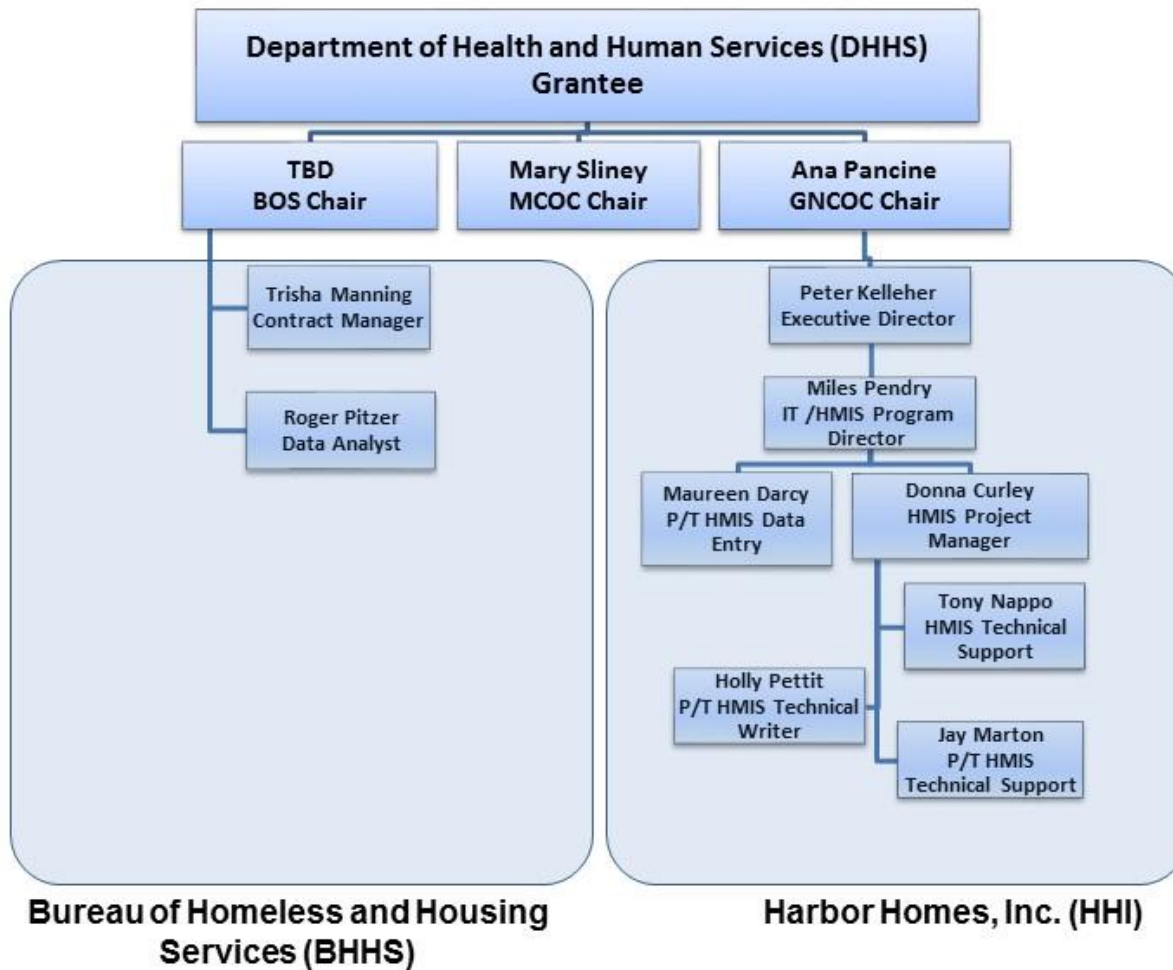 Department of Health and Human Services (DHHS)
Grantee
TBD
BOS Chair
Mary Sliney
MCOC Chair
Ana Pancine
GNCOC Chair
Trisha Manning
Contract Manager
Roger Pitzer
Data Analyst
Peter Kelleher
Executive Director
Miles Pendry
IT /HMIS Program
Director
Maureen Darcy
P/T HMIS Data
Entry
Donna Curley
HMIS Project
Manager
Tony Nappo
HMIS Technical
Support
Holly Pettit
P/T HMIS Technical
Writer
Jay Marton
P/T HMIS
Technical Support
Bureau of Homeless and Housing
Services (BHHS)
Harbor Homes, Inc. (HHI)